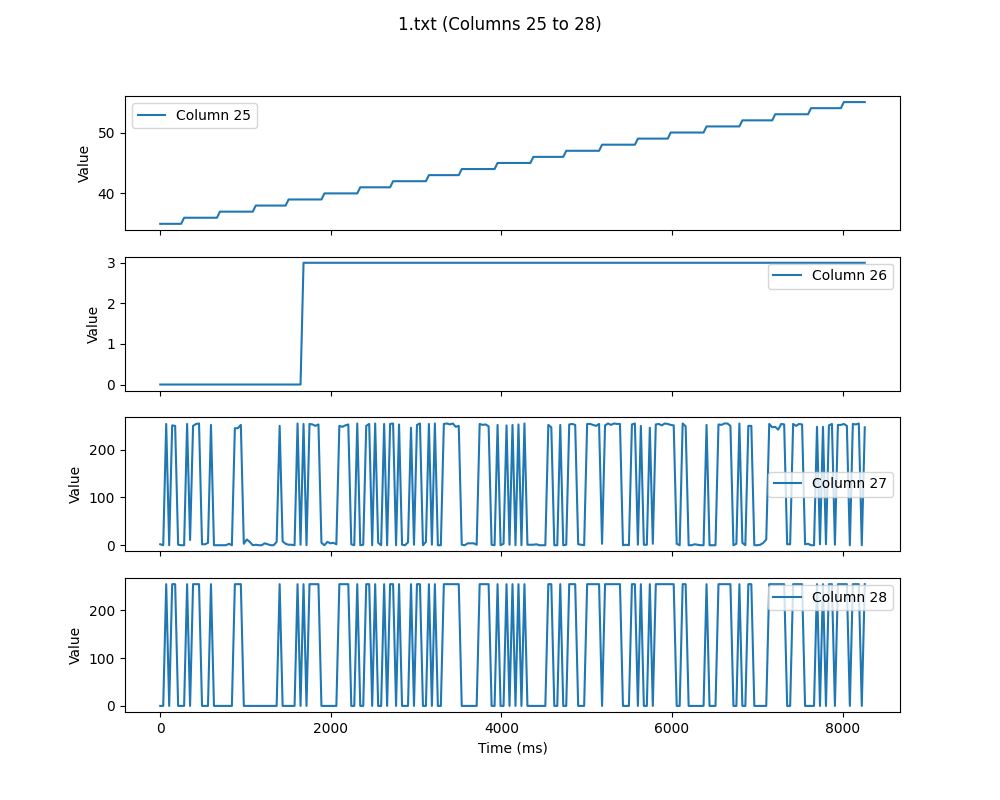 1.txt (Columns 25 to 28)
Column 25
50
40
Value
Column 26
3
2
1
0
Value
Column 27
200
100
0
Value
Column 28
200
100
0
Value
0 2000 4000 6000 8000
Time (ms)